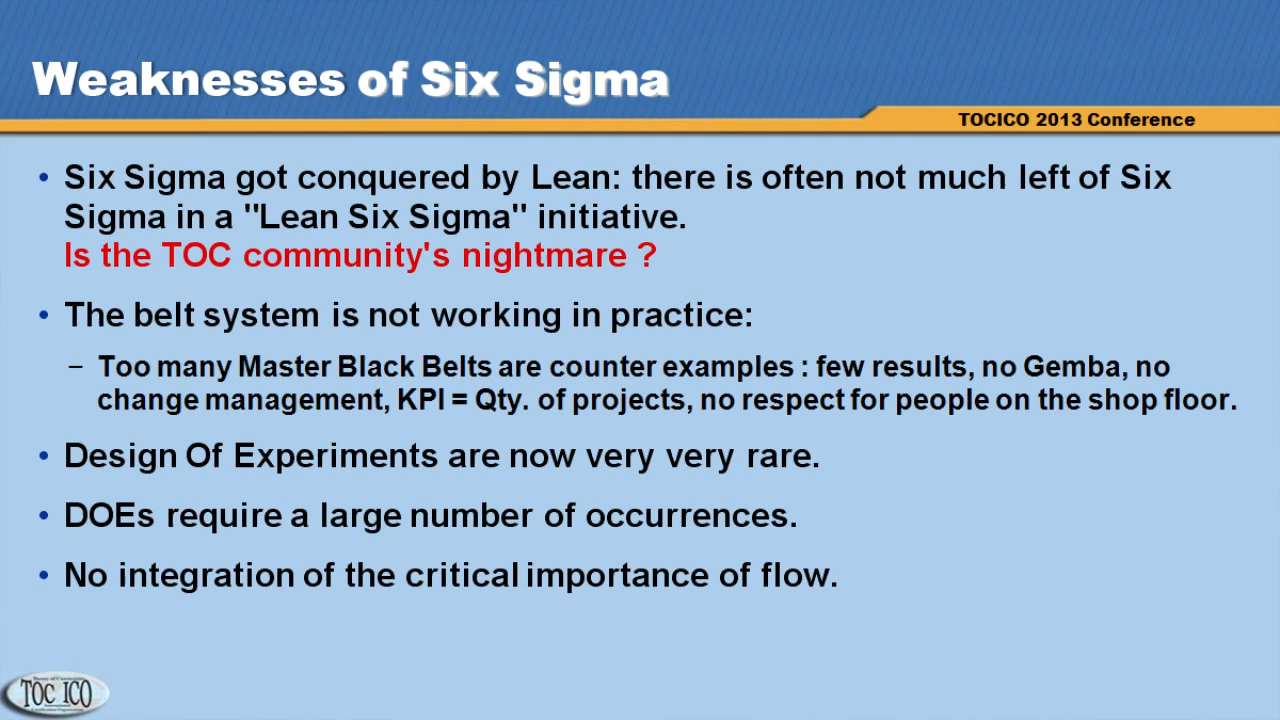 Weaknesses of Six Sigma
TOCICO 2013 Conference
• Six Sigma got conquered by Lean: there is often not much left of Six
Sigma in a "Lean Six Sigma" initiative.
Is the TOC community's nightmare ?
• The belt system is not working in practice:
– Too many Master Black Belts are counter examples : few results, no Gemba, no
change management, KPI = Qty. of projects, no respect for people on the shop floor.
• Design Of Experiments are now very very rare.
• DOEs require a large number of occurrences.
• No integration of the critical importance of flow.
TOC ICO